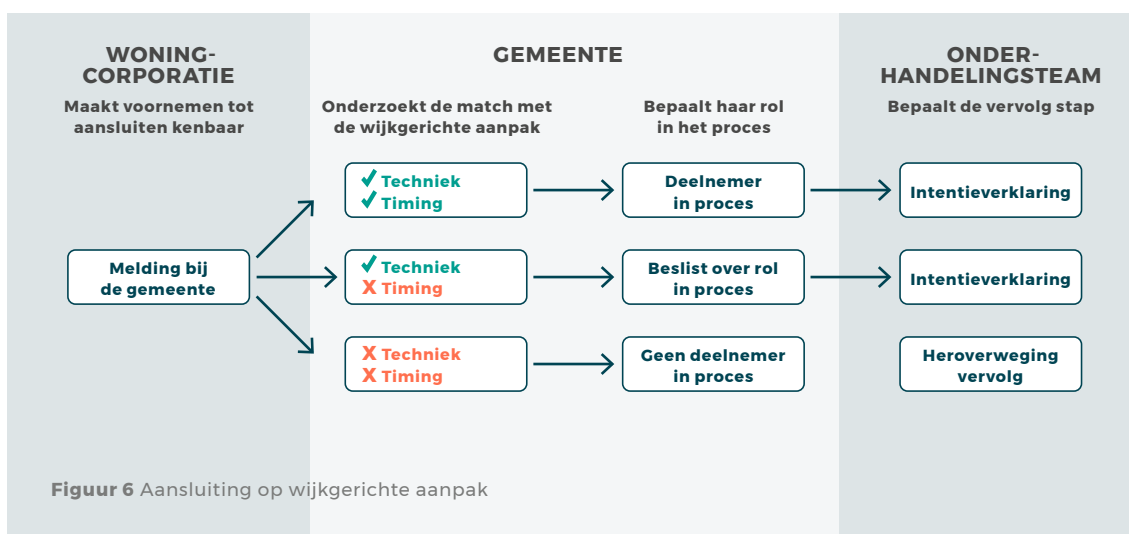 WONING-
CORPORATIE
Maakt voornemen tot
aansluiten kenbaar
Melding bij
de gemeente
GEMEENTE
Onderzoekt de match met
de wijkgerichte aanpak
Bepaalt haar rol
in het proces
✓ Techniek
✓ Timing
Deelnemer
in proces
✓ Techniek
X Timing
Beslist over rol
in proces
X Techniek
X Timing
Geen deelnemer
in proces
ONDER-
HANDELINGSTEAM
Bepaalt de vervolg stap
Intentieverklaring
Intentieverklaring
Heroverweging
vervolg
Figuur 6 Aansluiting op wijkgerichte aanpak